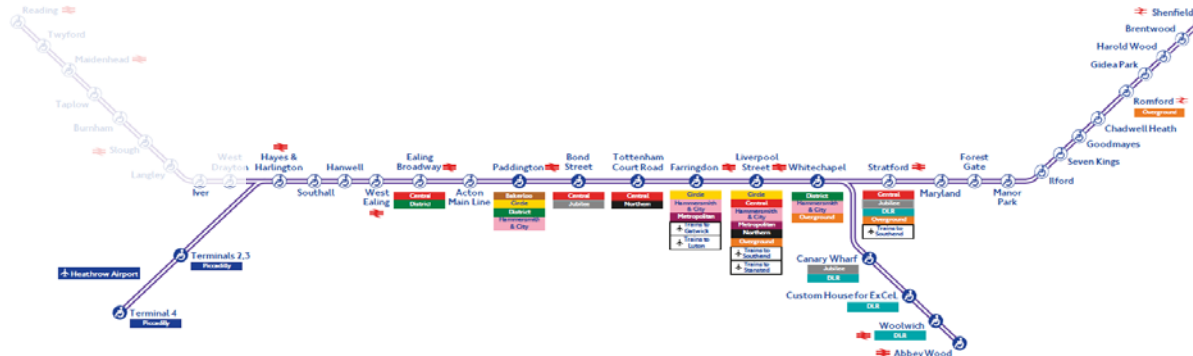 Reading
Twyford
Maidenhead
Taplow
Burnham
Slough
Langley
Iver
West
Drayton
Hayes &
Harlington
Southall
Hanwell
West
Ealing
Ealing
Broadway
Central
District
Acton
Main Line
Paddington
Bakerloo
Circle
District
Hammersmith
& City
Bond
Street
Central
Jubilee
Tottenham
Court Road
Central
Northern
Farringdon
Circle
Hammersmith
& City
Metropolitan
Trains to
Gatwick
Trains to
Luton
Liverpool
Street
Circle
Central
Hammersmith
& City
Metropolitan
Northern
Overground
Trains to
Southend
Trains to
Stansted
Whitechapel
District
Hammersmith
& City
Overground
Stratford
Central
Jubilee
DLR
Overground
Trains to
Southend
Maryland
Forest
Gate
Manor
Park
Ilford
Seven Kings
Goodmayes
Chadwell Heath
Romford
Overground
Gidea Park
Harold Wood
Brentwood
Shenfield
Heathrow Airport
Terminals 2,3
Piccadilly
Terminal 4
Piccadilly
Canary Wharf
Jubilee
DLR
Custom House for ExCeL
DLR
Woolwich
DLR
Abbey Wood